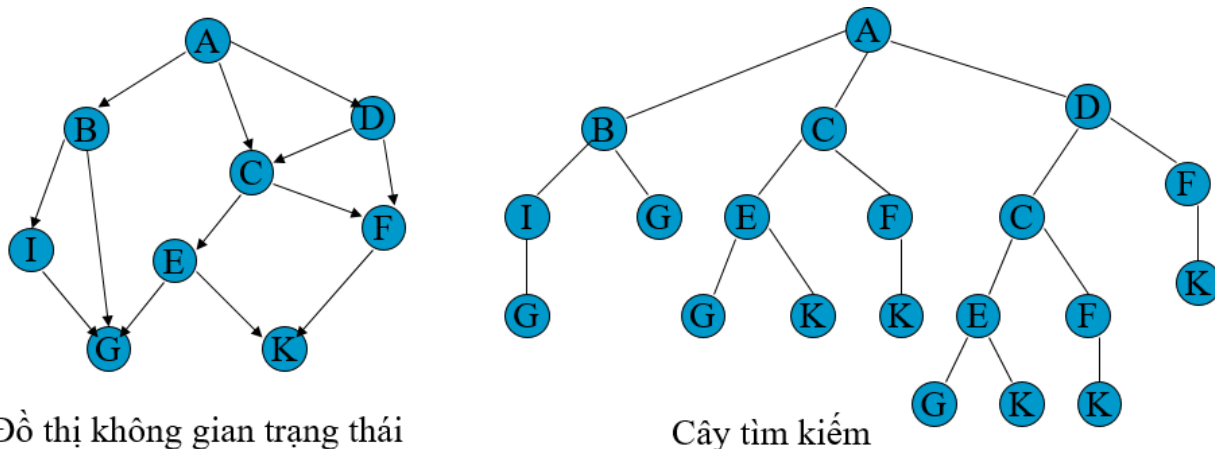 A
B
D
C
F
I
E
G
K
Đồ thị không gian trạng thái
A
B C D
I G E F C F
G G K K E F K
G K K
Cây tìm kiếm